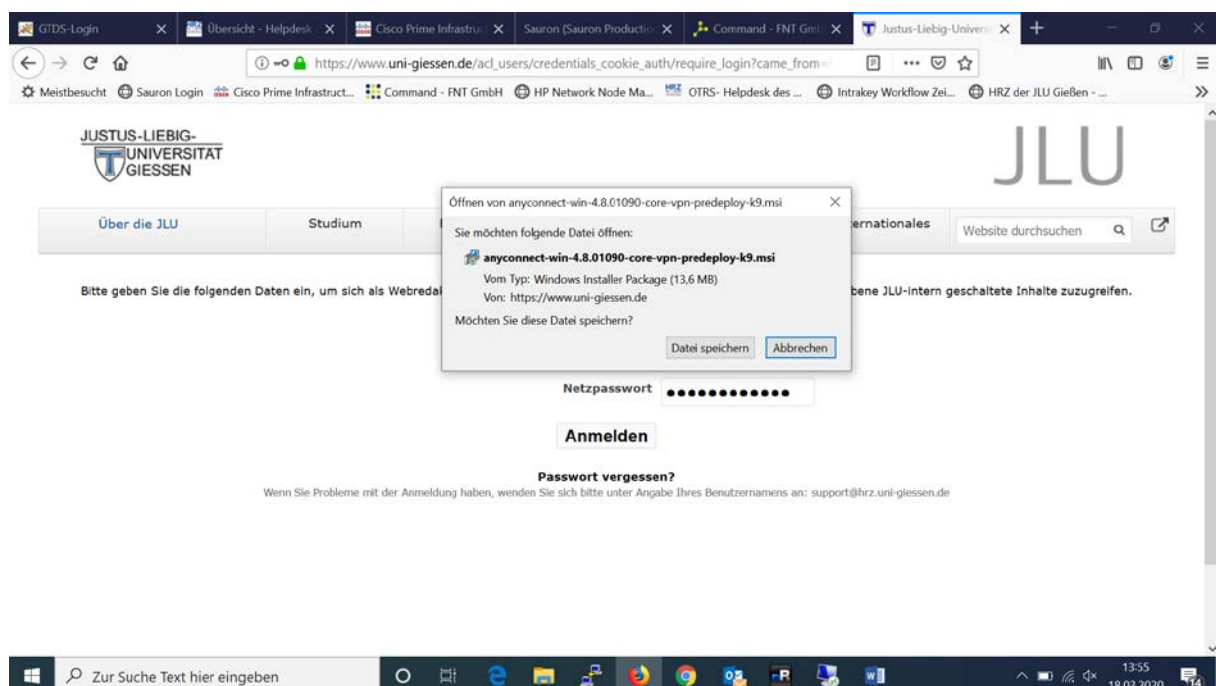 GTDS-Login
Übersicht - Helpdesk
Cisco Prime Infrastruct
Sauron (Sauron Productio
Command - FNT Gmb
Justus-Liebig-Univers
https://www.uni-giessen.de/acl_users/credentials_cookie_auth/require_login?came_from=
Meistbesucht
Sauron Login
Cisco Prime Infrastruct...
Command - FNT GmbH
HP Network Node Ma...
OTRS- Helpdesk des ...
Intrakey Workflow Zei...
HRZ der JLU Gießen - ...
JUSTUS-LIEBIG-
UNIVERSITÄT
GIESSEN
JLU
Über die JLU
Studium
ernationales
Website durchsuchen
Öffnen von anyconnect-win-4.8.01090-core-vpn-predeploy-k9.msi
Sie möchten folgende Datei öffnen:
anyconnect-win-4.8.01090-core-vpn-predeploy-k9.msi
Vom Typ: Windows Installer Package (13,6 MB)
Von: https://www.uni-giessen.de
Möchten Sie diese Datei speichern?
Datei speichern
Abbrechen
Bitte geben Sie die folgenden Daten ein, um sich als Webredak
bene JLU-intern geschaltete Inhalte zuzugreifen.
Netzpasswort
Anmelden
Passwort vergessen?
Wenn Sie Probleme mit der Anmeldung haben, wenden Sie sich bitte unter Angabe Ihres Benutzernamens an: support@hrz.uni-giessen.de
Zur Suche Text hier eingeben
13:55
18.03.2020
14